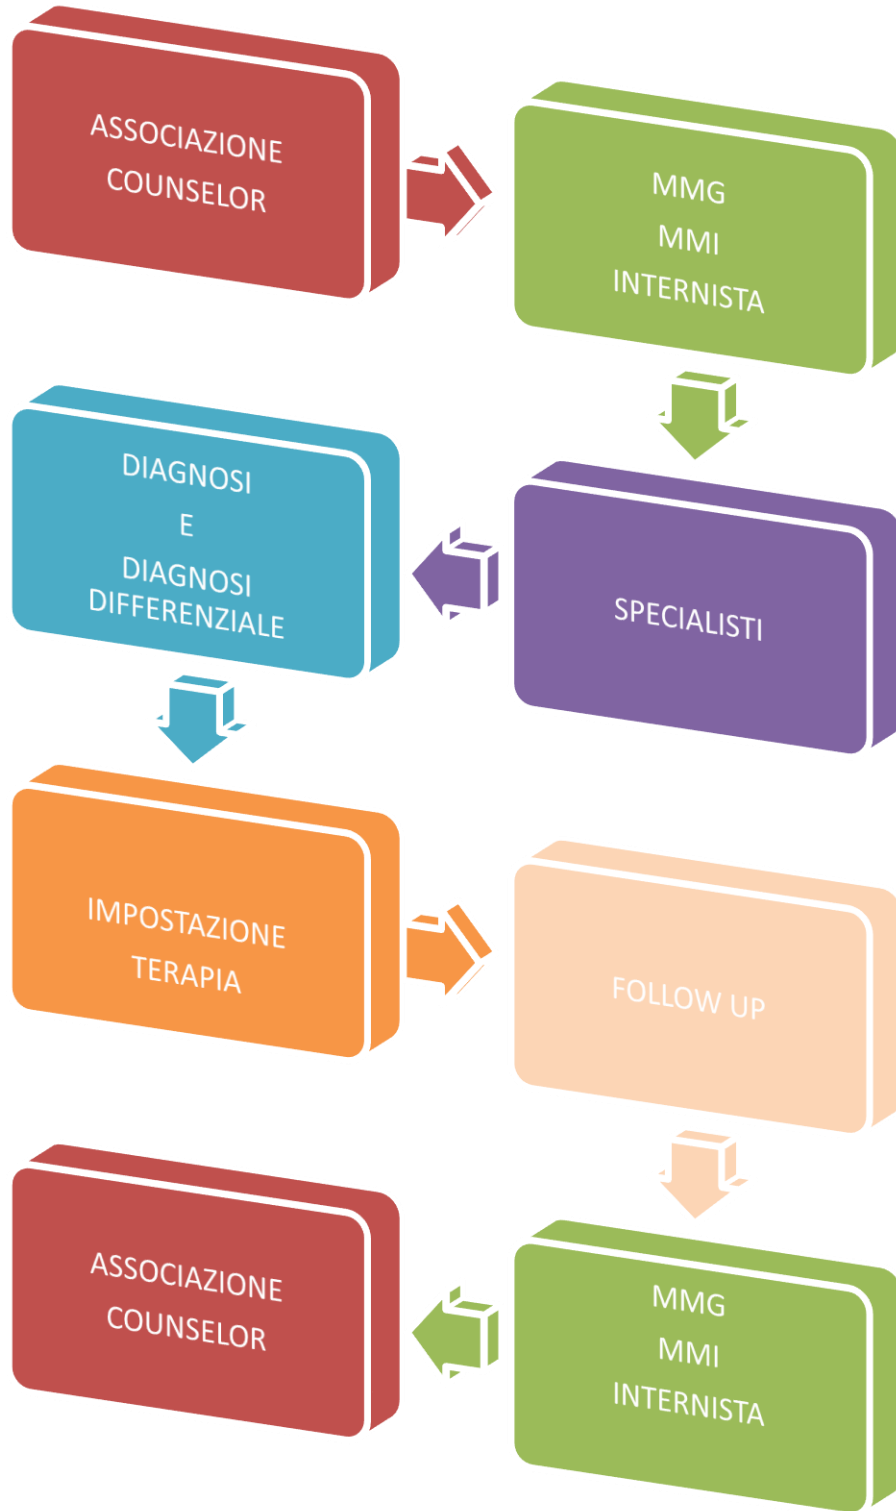 ASSOCIAZIONE
COUNSELOR
MMG
MMI
INTERNISTA
SPECIALISTI
DIAGNOSI
E
DIAGNOSI
DIFFERENZIALE
IMPOSTAZIONE
TERAPIA
FOLLOW UP
MMG
MMI
INTERNISTA
ASSOCIAZIONE
COUNSELOR